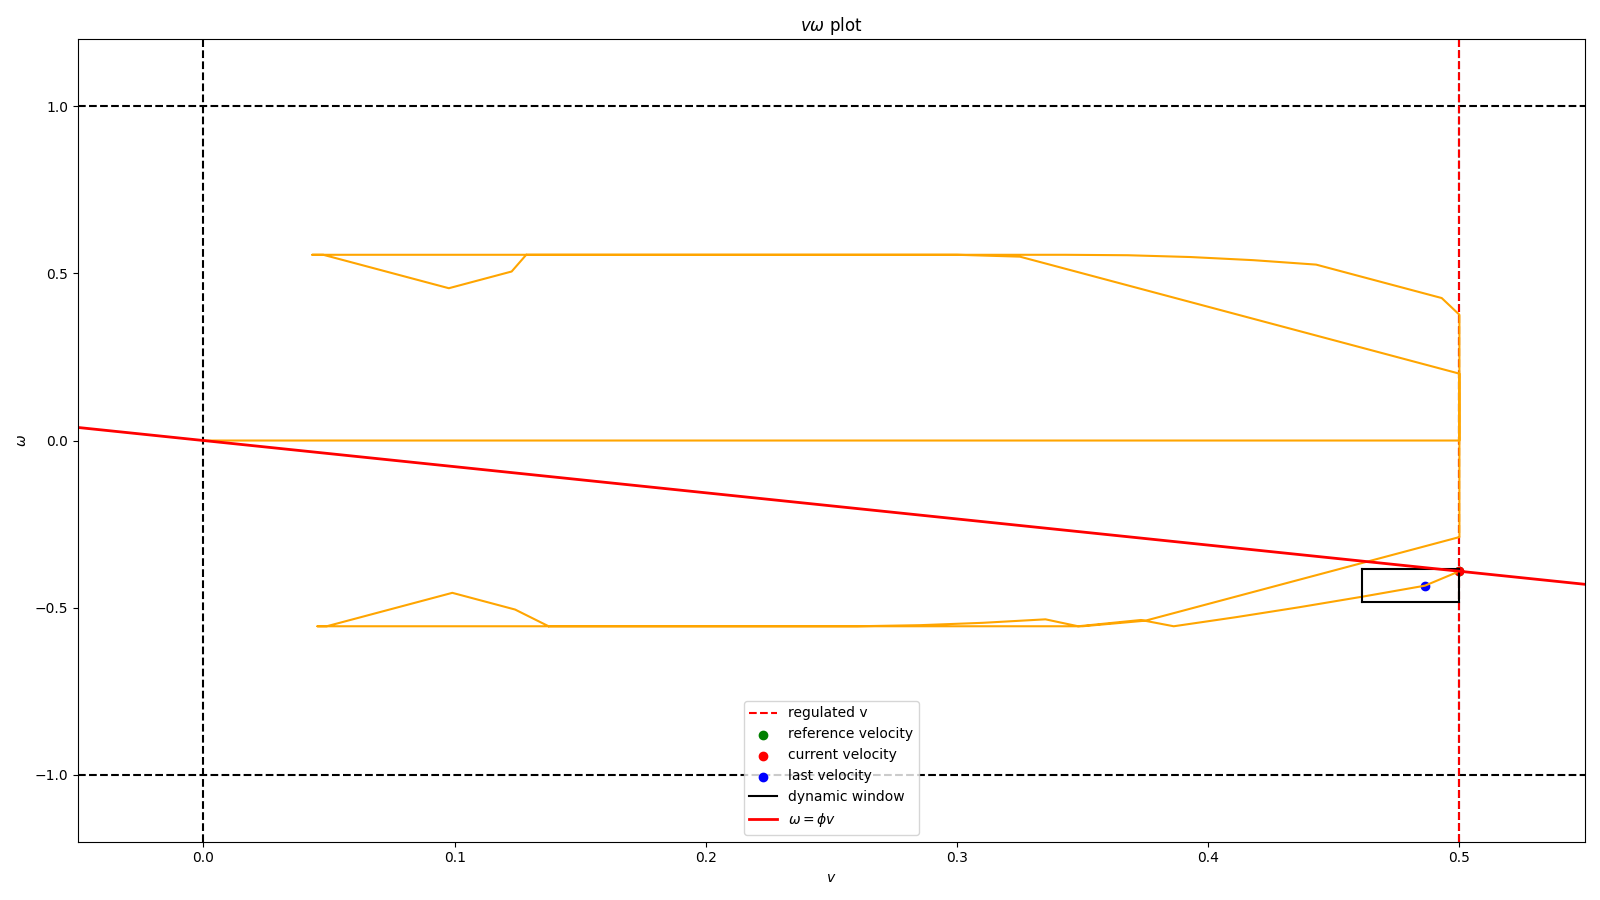 vω plot
1.0
0.5
0.0
−0.5
−1.0
ω
regulated v
reference velocity
current velocity
last velocity
dynamic window
ω = ϕv
0.0 0.1 0.2 0.3 0.4 0.5
v